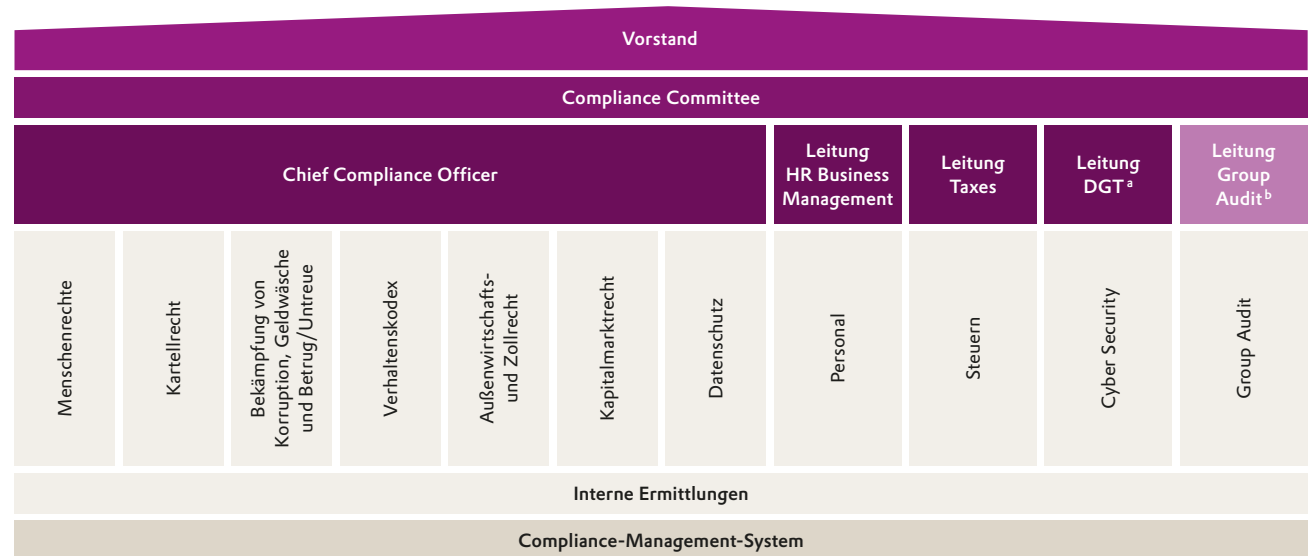 Vorstand
Compliance Committee
Chief Compliance Officer
Leitung
HR Business
Management
Leitung
Taxes
Leitung
DGT a
Leitung
Group
Audit b
Menschenrechte
Kartellrecht
Bekämpfung von
Korruption, Geldwäsche
und Betrug/Untreue
Verhaltenskodex
Außenwirtschafts-
und Zollrecht
Kapitalmarktrecht
Datenschutz
Personal
Steuern
Cyber Security
Group Audit
Interne Ermittlungen
Compliance-Management-System